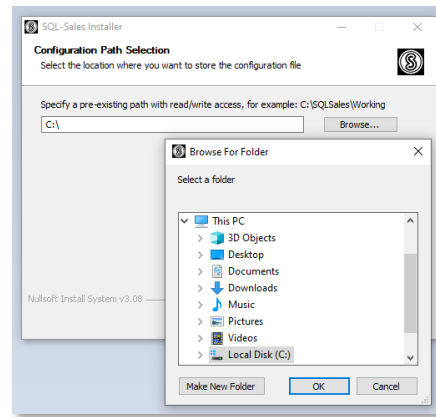 SQL-Sales Installer
Configuration Path Selection
Select the location where you want to store the configuration file
Specify a pre-existing path with read/write access, for example: C:\SQLSales\Working
C:\
Browse...
Browse For Folder
Select a folder
This PC
3D Objects
Desktop
Documents
Downloads
Music
Pictures
Videos
Local Disk (C:)
Nullsoft Install System v3.08
Make New Folder
OK
Cancel